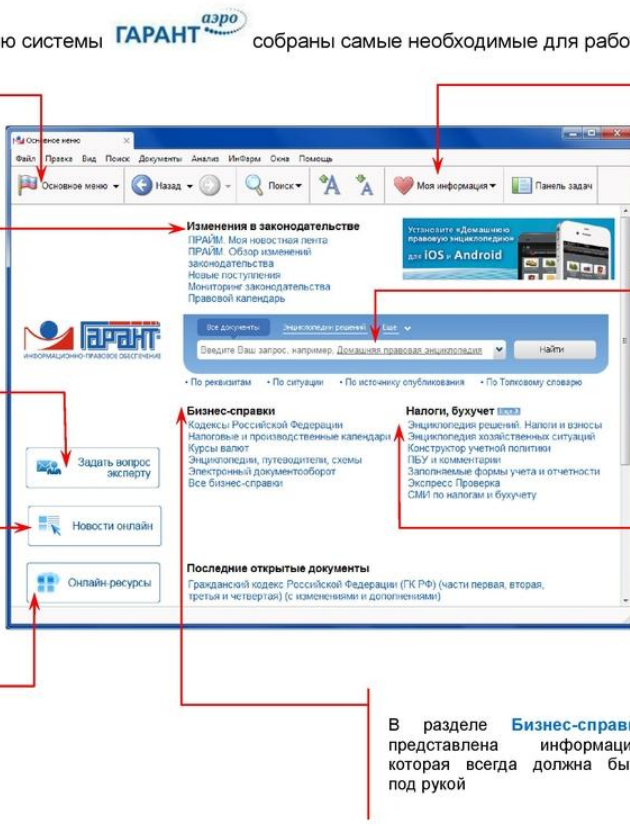 ю системы ГАРАНТ аэро собраны самые необходимые для рабо
Основное меню
Файл Правка Вид Поиск Документы Анализ ИнФарм Окна Помощь
Основное меню Назад Поиск А А Моя информация Панель задач
Изменения в законодательстве
ПРАЙМ. Моя новостная лента
ПРАЙМ. Обзор изменений
законодательства
Новые поступления
Мониторинг законодательства
Правовой календарь
Установите «Домашнюю
правовую энциклопедию»
для iOS и Android
ГАРАНТ
ИНФОРМАЦИОННО-ПРАВОВОЕ ОБЕСПЕЧЕНИЕ
Все документы Энциклопедии решений Еще
Введите Ваш запрос, например, Домашняя правовая энциклопедия Найти
• По реквизитам • По ситуации • По источнику опубликования • По Толковому словарю
Бизнес-справки
Кодексы Российской Федерации
Налоговые и производственные календари
Курсы валют
Энциклопедии, путеводители, схемы
Электронный документооборот
Все бизнес-справки
Налоги, бухучет
Энциклопедия решений. Налоги и взносы
Энциклопедия хозяйственных ситуаций
Конструктор учетной политики
ПБУ и комментарии
Заполняемые формы учета и отчетности
Экспресс Проверка
СМИ по налогам и бухучету
Задать вопрос
эксперту
Новости онлайн
Онлайн-ресурсы
Последние открытые документы
Гражданский кодекс Российской Федерации (ГК РФ) (части первая, вторая,
третья и четвертая) (с изменениями и дополнениями)
В разделе Бизнес-справ
представлена информаци
которая всегда должна бы
под рукой